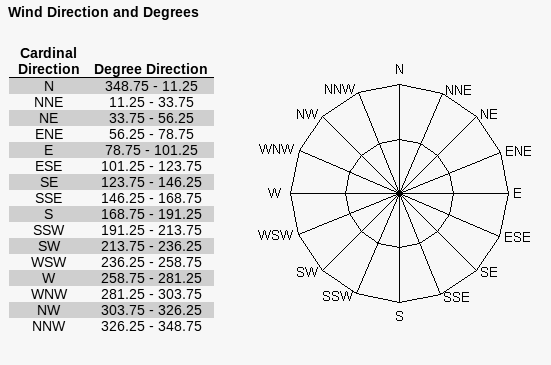 Wind Direction and Degrees
Cardinal
Direction Degree Direction
N 348.75 - 11.25
NNE 11.25 - 33.75
NE 33.75 - 56.25
ENE 56.25 - 78.75
E 78.75 - 101.25
ESE 101.25 - 123.75
SE 123.75 - 146.25
SSE 146.25 - 168.75
S 168.75 - 191.25
SSW 191.25 - 213.75
SW 213.75 - 236.25
WSW 236.25 - 258.75
W 258.75 - 281.25
WNW 281.25 - 303.75
NW 303.75 - 326.25
NNW 326.25 - 348.75
N
NNW NNE
NW NE
WNW ENE
W E
WSW ESE
SW SE
SSW SSE
S